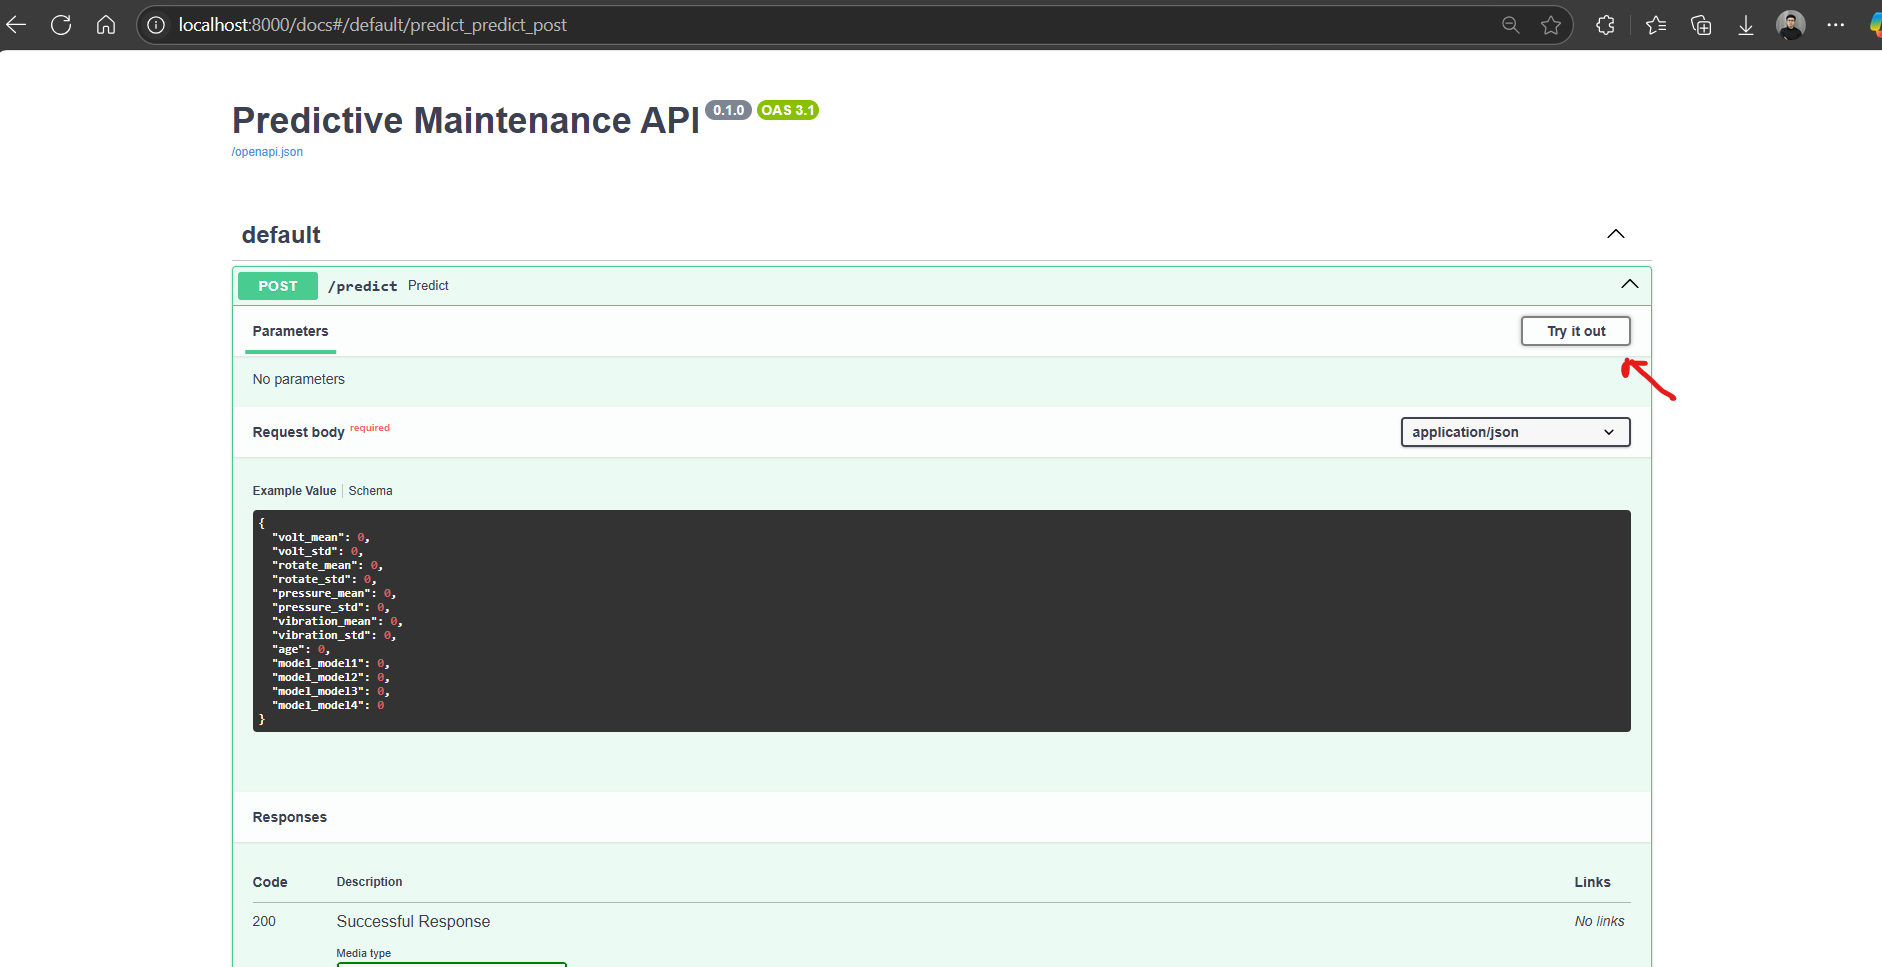 localhost:8000/docs#/default/predict_predict_post
Predictive Maintenance API 0.1.0 OAS 3.1
/openapi.json
default
POST /predict Predict
Parameters
Try it out
No parameters
Request body required
application/json
Example Value Schema
{
  "volt_mean": 0,
  "volt_std": 0,
  "rotate_mean": 0,
  "rotate_std": 0,
  "pressure_mean": 0,
  "pressure_std": 0,
  "vibration_mean": 0,
  "vibration_std": 0,
  "age": 0,
  "model_model1": 0,
  "model_model2": 0,
  "model_model3": 0,
  "model_model4": 0
}
Responses
Code Description Links
200 Successful Response No links
Media type